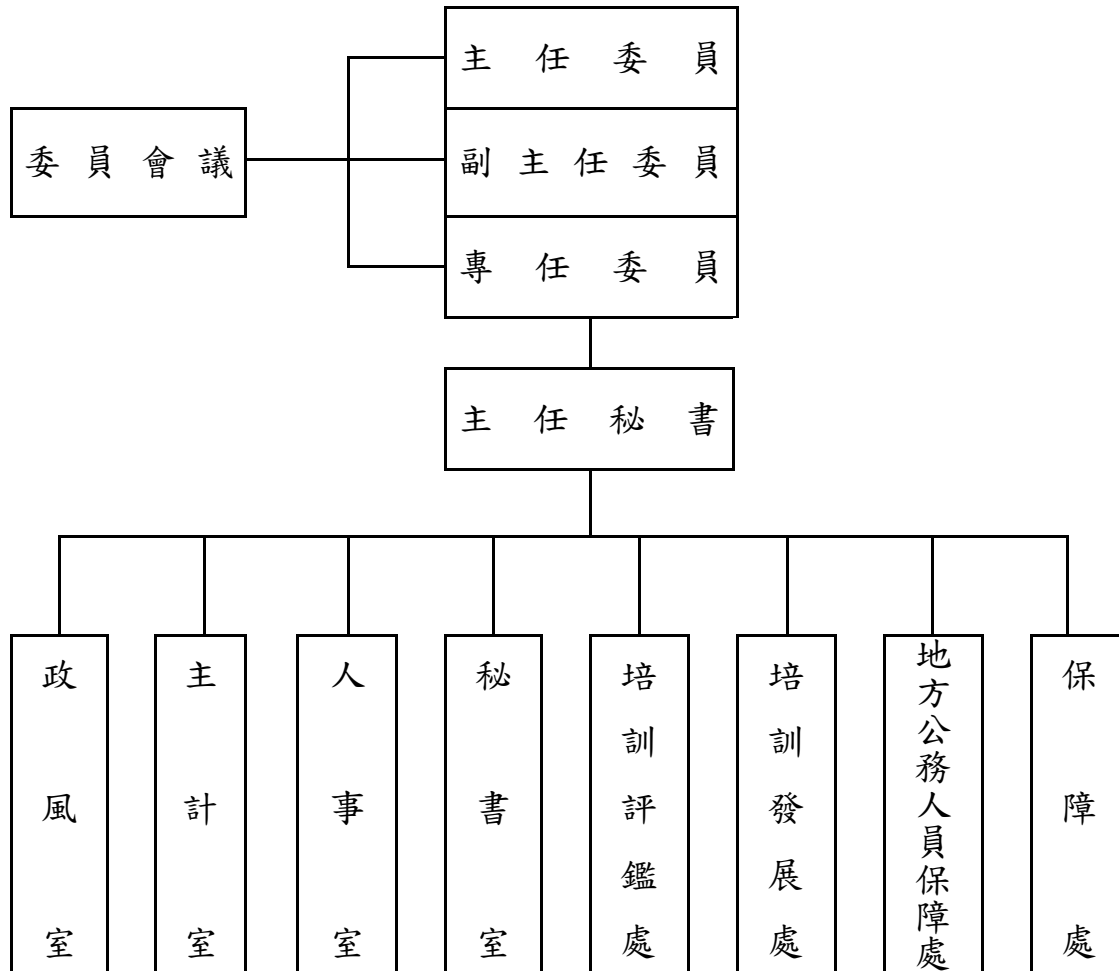 主任委員
委員會議
副主任委員
專任委員
主任秘書
政風室
主計室
人事室
秘書室
培訓評鑑處
培訓發展處
地方公務人員保障處
保障處